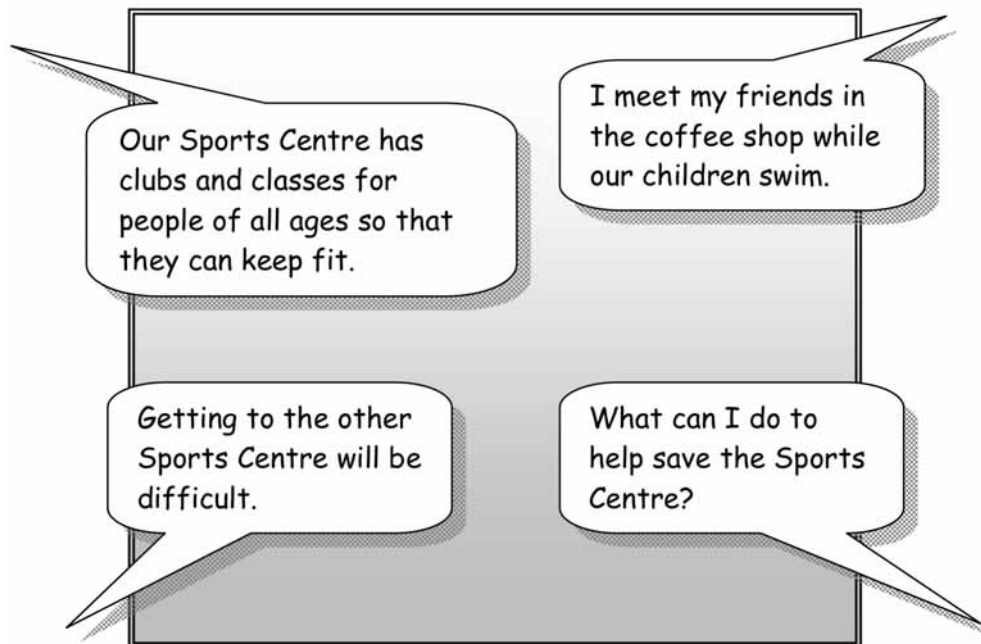 Our Sports Centre has
clubs and classes for
people of all ages so that
they can keep fit.
I meet my friends in
the coffee shop while
our children swim.
Getting to the other
Sports Centre will be
difficult.
What can I do to
help save the Sports
Centre?